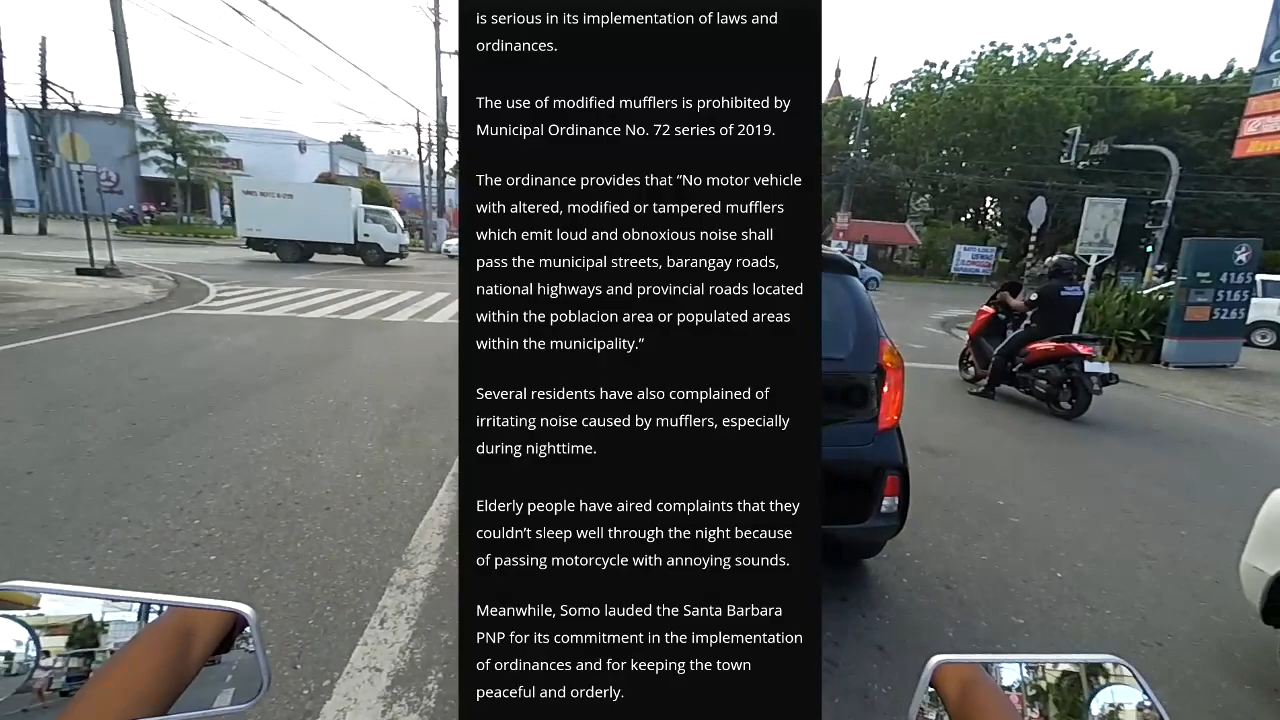 is serious in its implementation of laws and
ordinances.
The use of modified mufflers is prohibited by
Municipal Ordinance No. 72 series of 2019.
The ordinance provides that “No motor vehicle
with altered, modified or tampered mufflers
which emit loud and obnoxious noise shall
pass the municipal streets, barangay roads,
national highways and provincial roads located
within the poblacion area or populated areas
within the municipality.”
Several residents have also complained of
irritating noise caused by mufflers, especially
during nighttime.
Elderly people have aired complaints that they
couldn’t sleep well through the night because
of passing motorcycle with annoying sounds.
Meanwhile, Somo lauded the Santa Barbara
PNP for its commitment in the implementation
of ordinances and for keeping the town
peaceful and orderly.
41.65
51.65
52.65